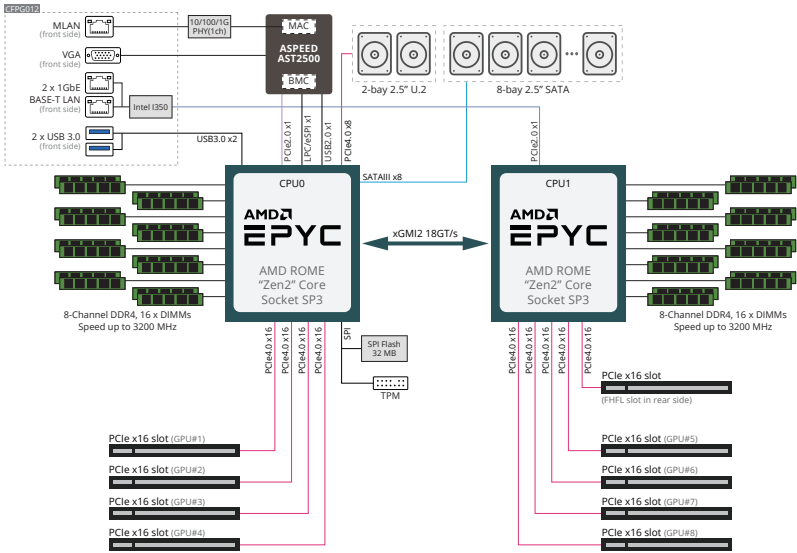 CFPG012
MLAN
(front side)
10/100/1G
PHY(1ch)
MAC
ASPEED
AST2500
BMC
VGA
(front side)
2 x 1GbE
BASE-T LAN
(front side)
Intel I350
2 x USB 3.0
(front side)
USB3.0 x2
2-bay 2.5” U.2
8-bay 2.5” SATA
PCIe2.0 x1
LPC/eSPI x1
USB2.0 x1
PCIe4.0 x8
PCIe2.0 x1
SATAIII x8
CPU0
AMD
EPYC
AMD ROME
“Zen2” Core
Socket SP3
xGMI2 18GT/s
CPU1
AMD
EPYC
AMD ROME
“Zen2” Core
Socket SP3
8-Channel DDR4, 16 x DIMMs
Speed up to 3200 MHz
8-Channel DDR4, 16 x DIMMs
Speed up to 3200 MHz
PCIe4.0 x16
PCIe4.0 x16
PCIe4.0 x16
PCIe4.0 x16
SPI
SPI Flash
32 MB
TPM
PCIe4.0 x16
PCIe4.0 x16
PCIe4.0 x16
PCIe4.0 x16
PCIe4.0 x16
PCIe x16 slot
(FHFL slot in rear side)
PCIe x16 slot (GPU#1)
PCIe x16 slot (GPU#2)
PCIe x16 slot (GPU#3)
PCIe x16 slot (GPU#4)
PCIe x16 slot (GPU#5)
PCIe x16 slot (GPU#6)
PCIe x16 slot (GPU#7)
PCIe x16 slot (GPU#8)